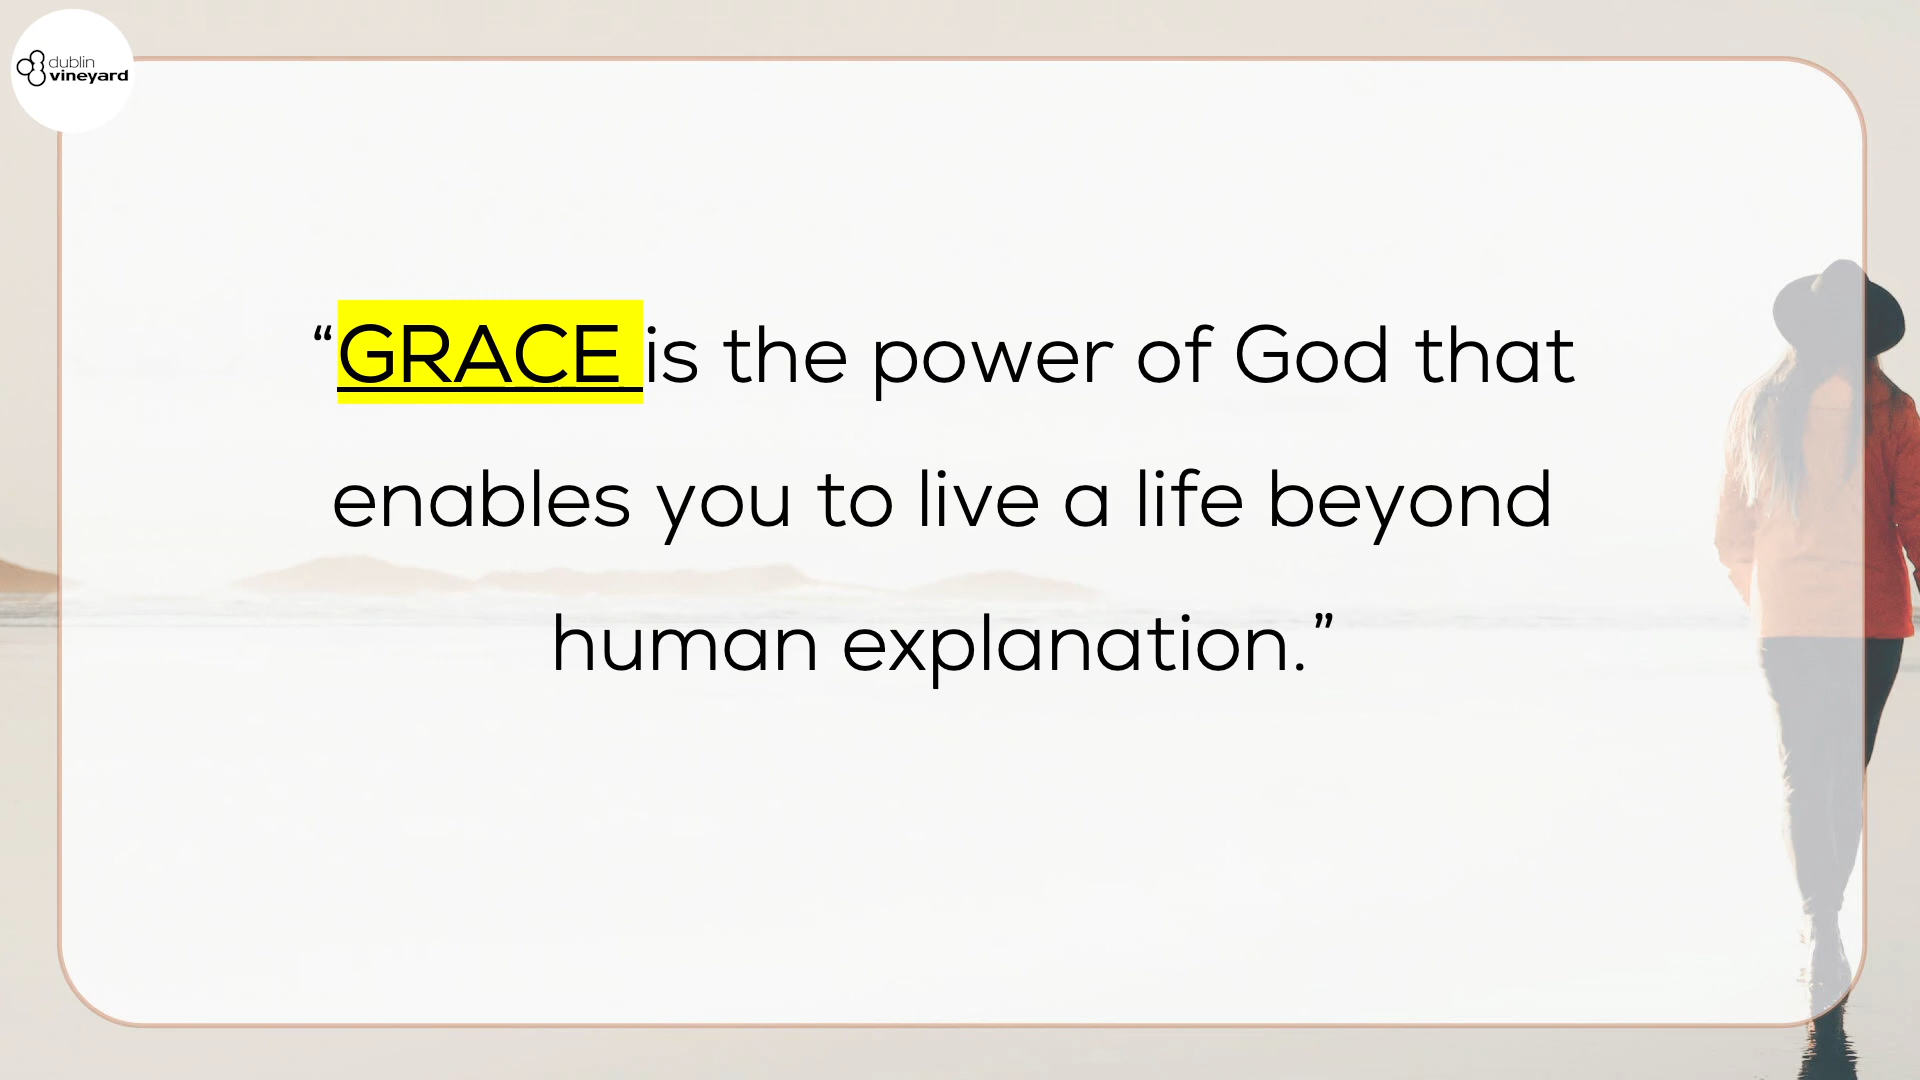 dublin
vineyard
“GRACE is the power of God that
enables you to live a life beyond
human explanation.”